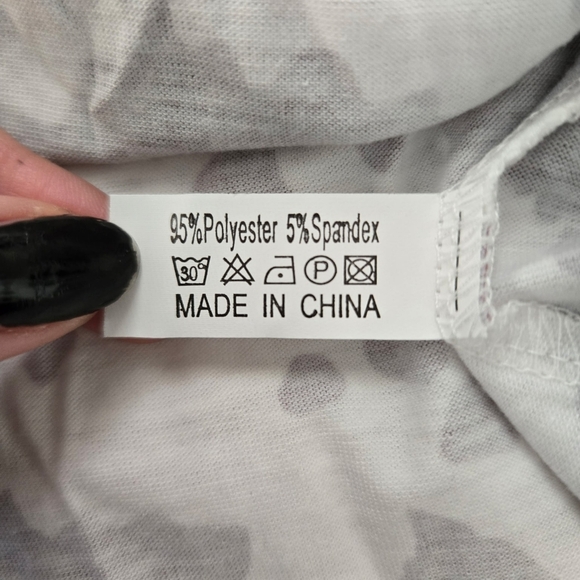 95%Polyester 5%Spandex
30° P
MADE IN CHINA